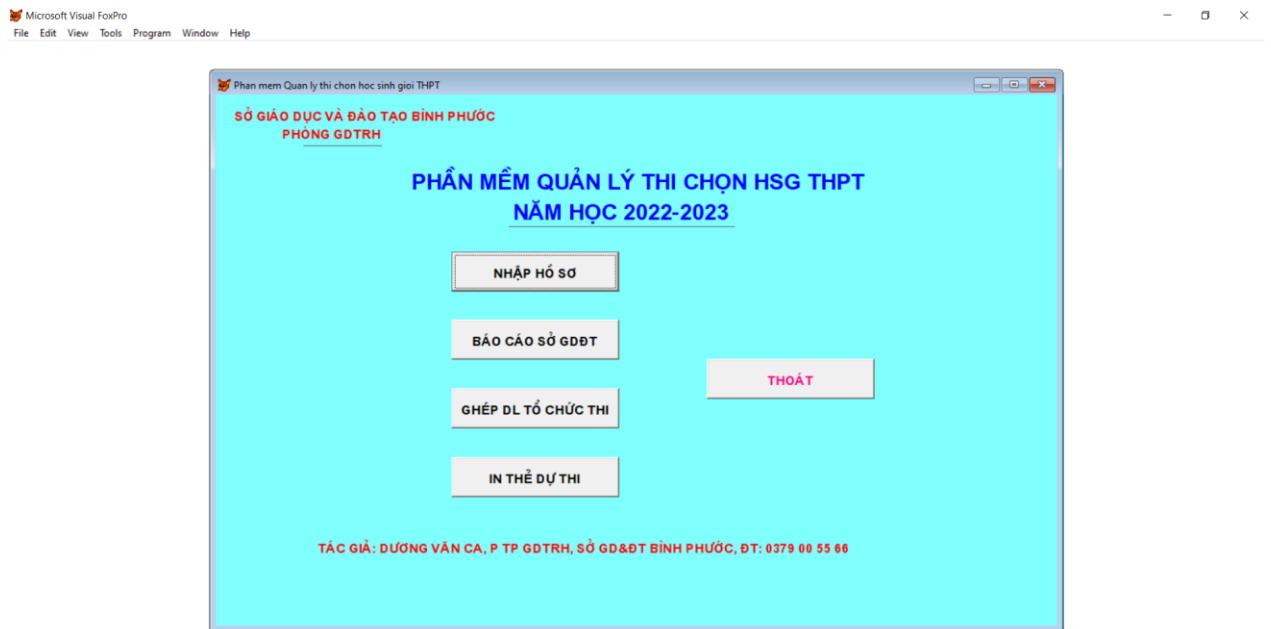 Microsoft Visual FoxPro
File Edit View Tools Program Window Help
Phan mem Quan ly thi chon hoc sinh gioi THPT
SỞ GIÁO DỤC VÀ ĐÀO TẠO BÌNH PHƯỚC
PHÒNG GDTRH
PHẦN MỀM QUẢN LÝ THI CHỌN HSG THPT
NĂM HỌC 2022-2023
NHẬP HỒ SƠ
BÁO CÁO SỞ GDĐT
THOÁT
GHÉP DL TỔ CHỨC THI
IN THẺ DỰ THI
TÁC GIẢ: DƯƠNG VĂN CA, P TP GDTRH, SỞ GD&ĐT BÌNH PHƯỚC, ĐT: 0379 00 55 66